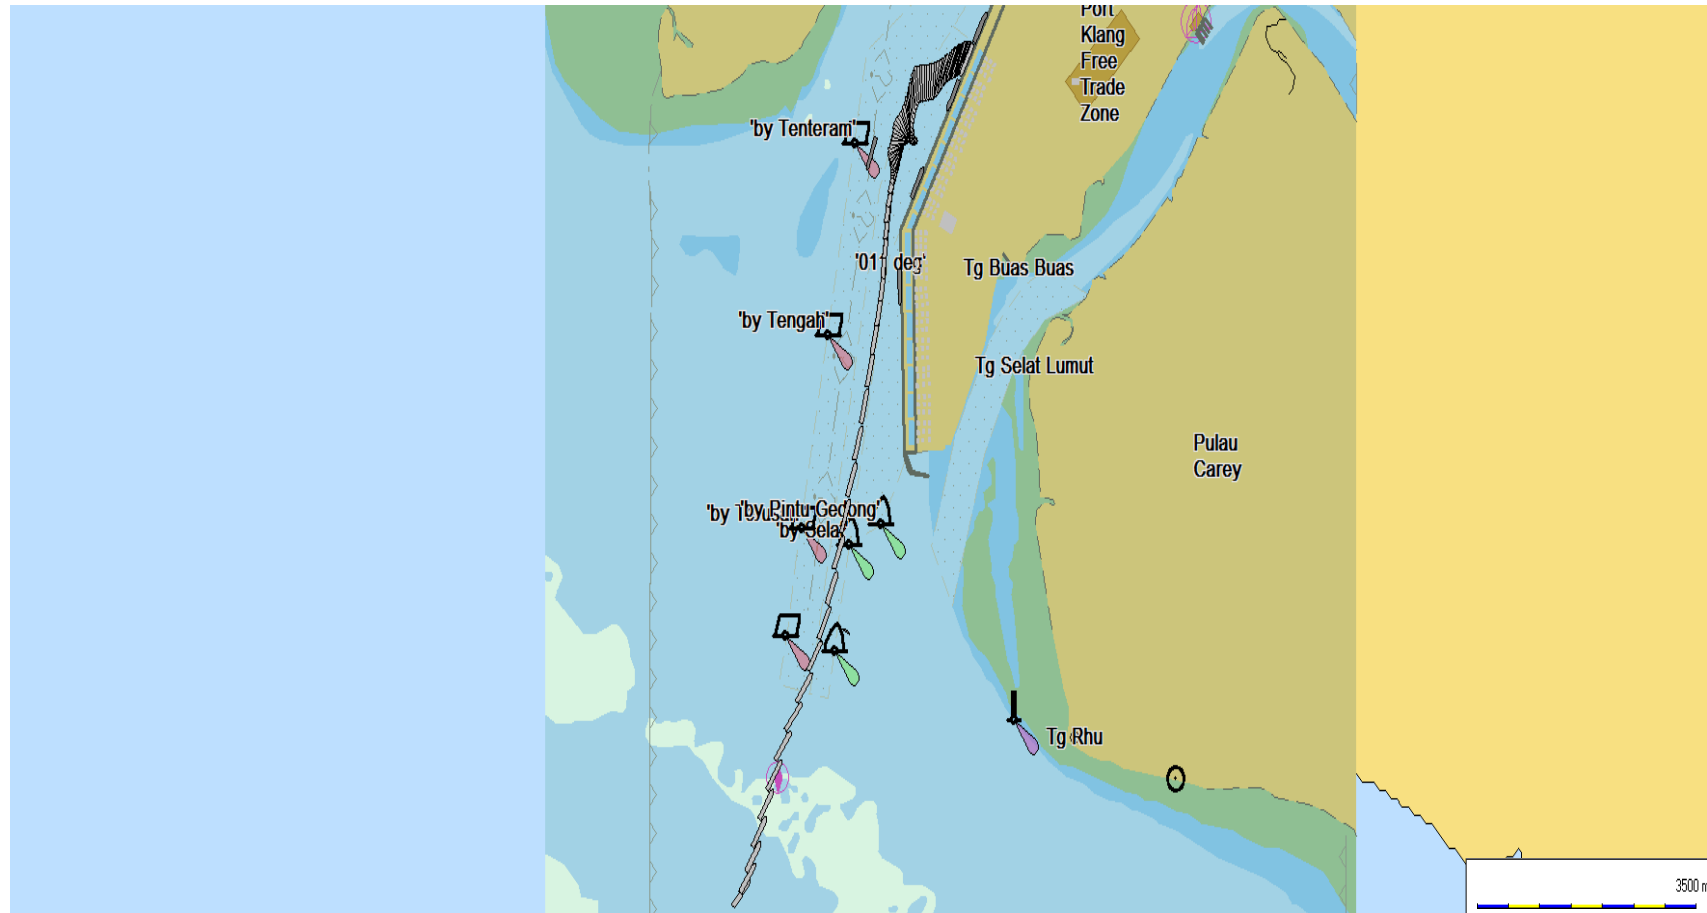 Port
Klang
Free
Trade
Zone
'by Tenteram'
'01 deg'
Tg Buas Buas
'by Tengah'
Tg Selat Lumut
Pulau
Carey
'by Pintu Gedong'
'by
Tg Rhu
3500 m